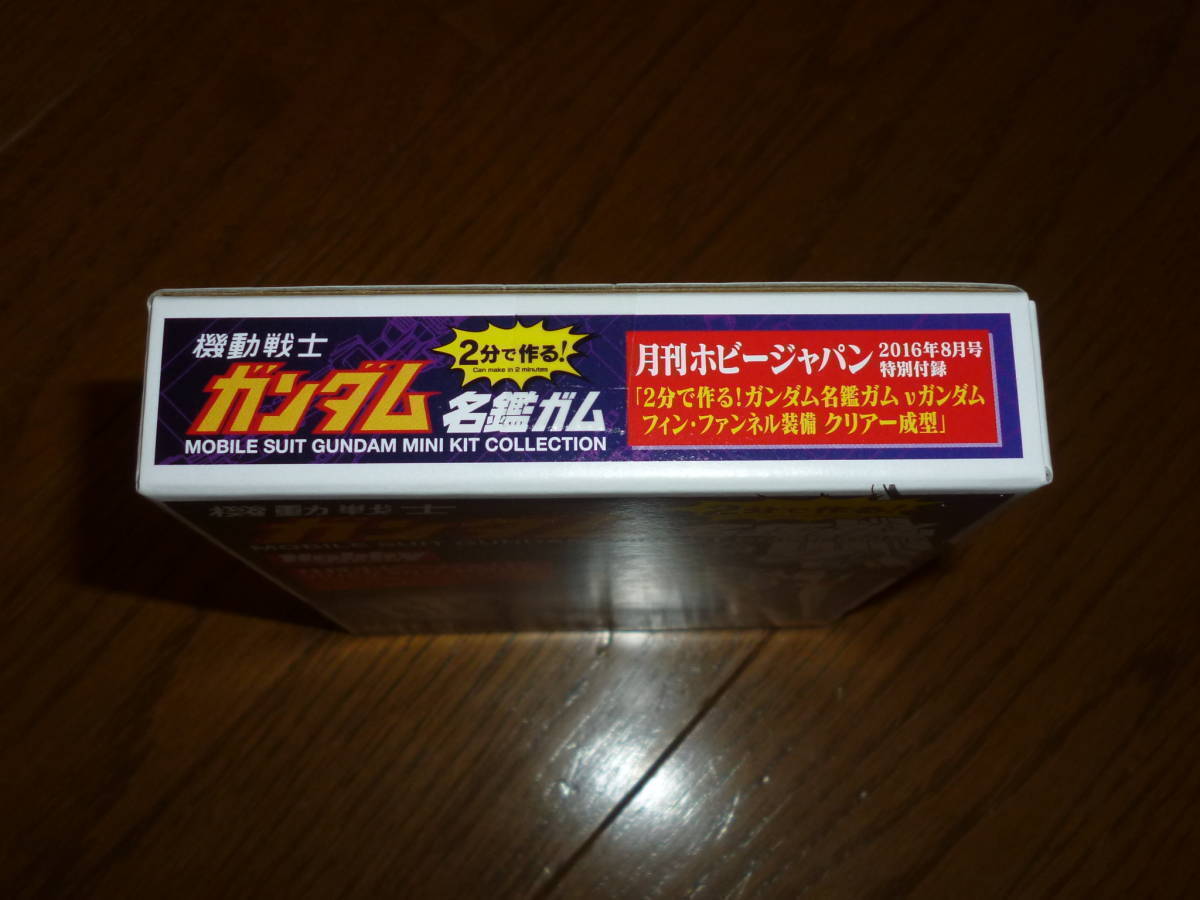 機動戦士
ガンダム
2分で作る!
Can make in 2 minutes
名鑑ガム
MOBILE SUIT GUNDAM MINI KIT COLLECTION
月刊ホビージャパン 2016年8月号
特別付録
「2分で作る!ガンダム名鑑ガム νガンダム
フィン・ファンネル装備 クリアー成型」
機動戦士